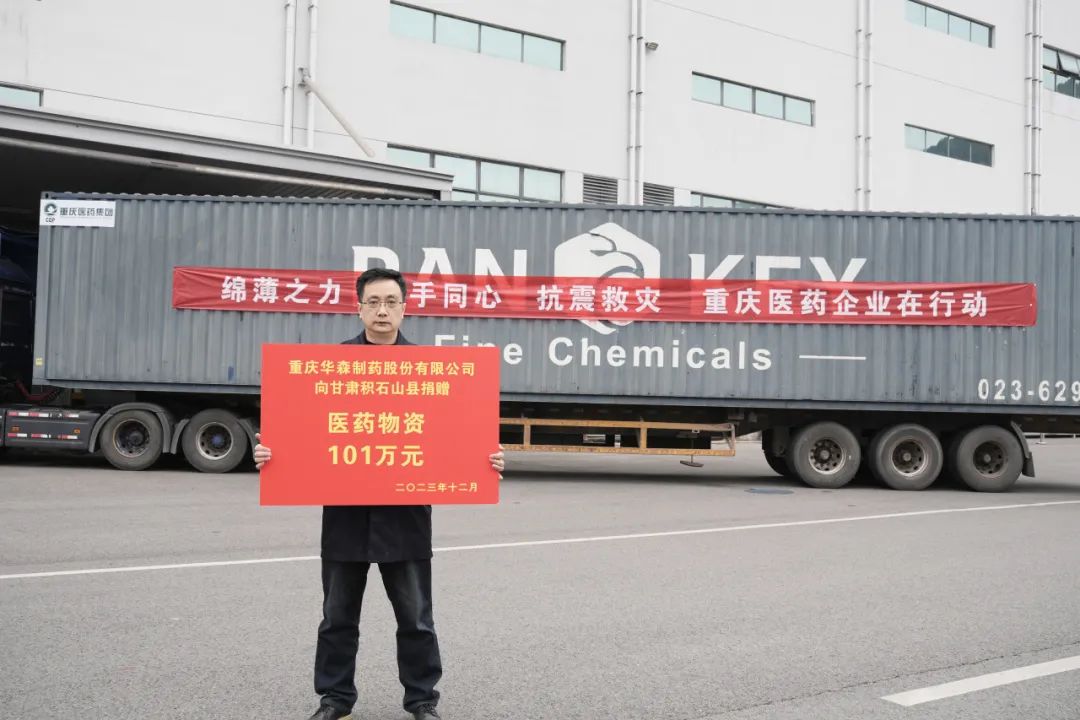 重庆医药集团
CQP
PAN KEY
绵薄之力 手同心 抗震救灾 重庆医药企业在行动
Fine Chemicals
023-629
重庆华森制药股份有限公司
向甘肃积石山县捐赠
医药物资
101万元
二〇二三年十二月